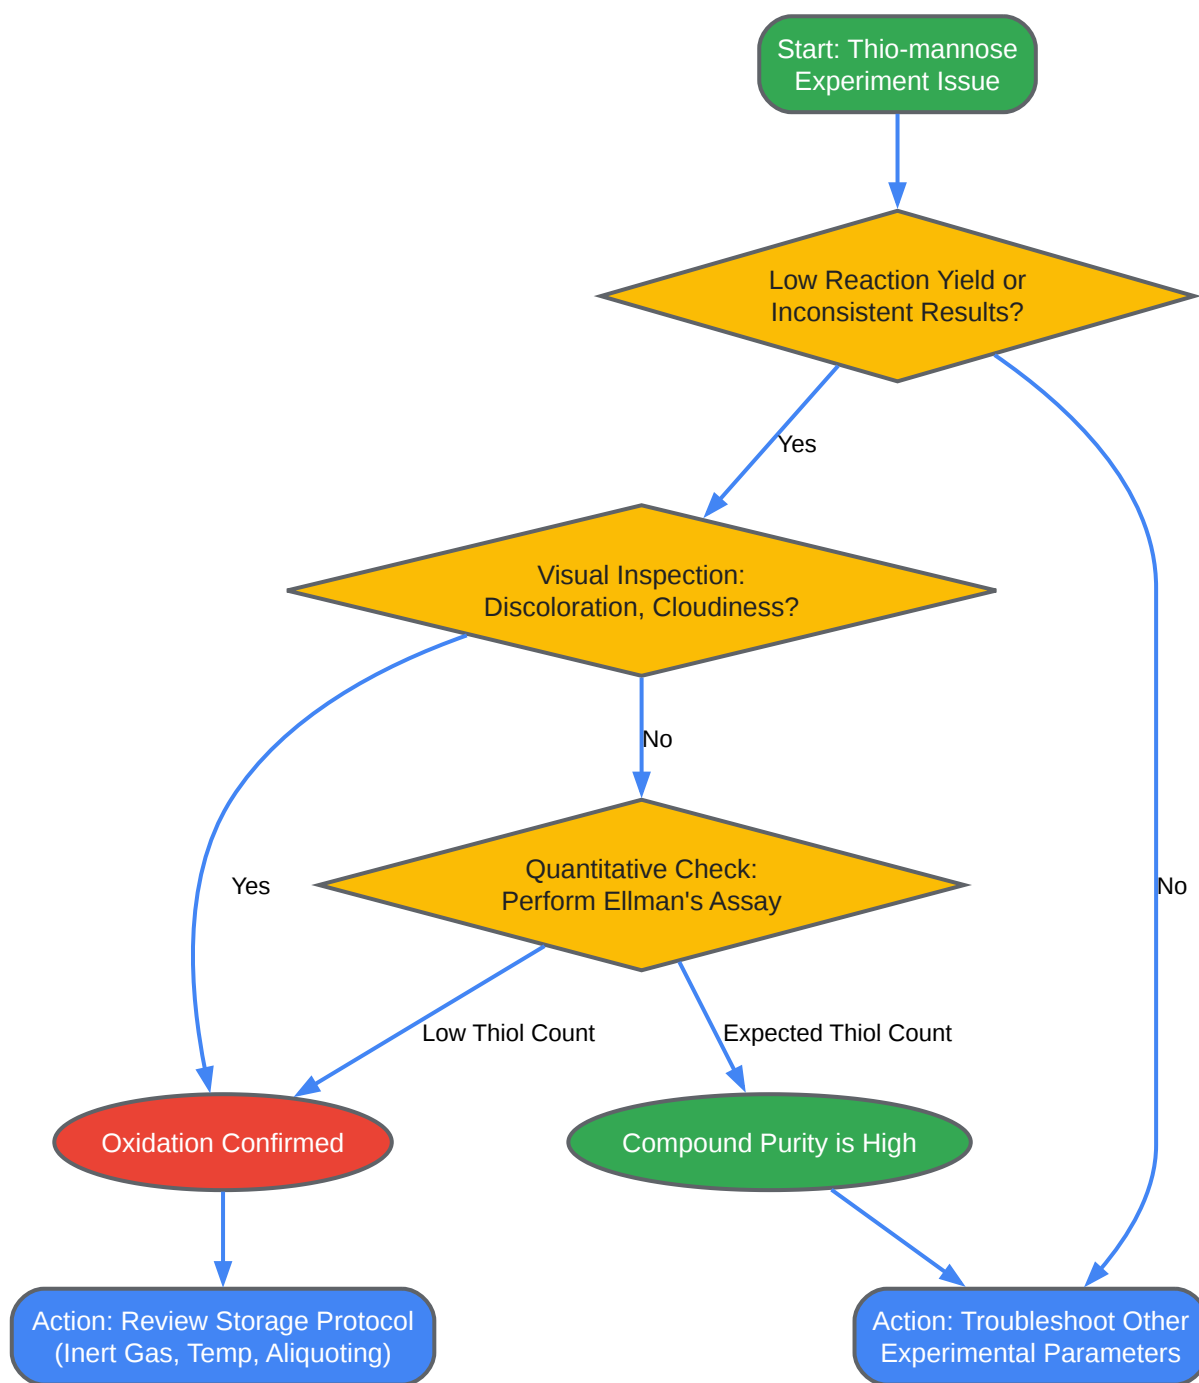 Start: Thio-mannose
Experiment Issue
Low Reaction Yield or
Inconsistent Results?
Yes
Visual Inspection:
Discoloration, Cloudiness?
No
Quantitative Check:
Perform Ellman's Assay
Yes
No
Low Thiol Count
Expected Thiol Count
Oxidation Confirmed
Compound Purity is High
Action: Review Storage Protocol
(Inert Gas, Temp, Aliquoting)
Action: Troubleshoot Other
Experimental Parameters